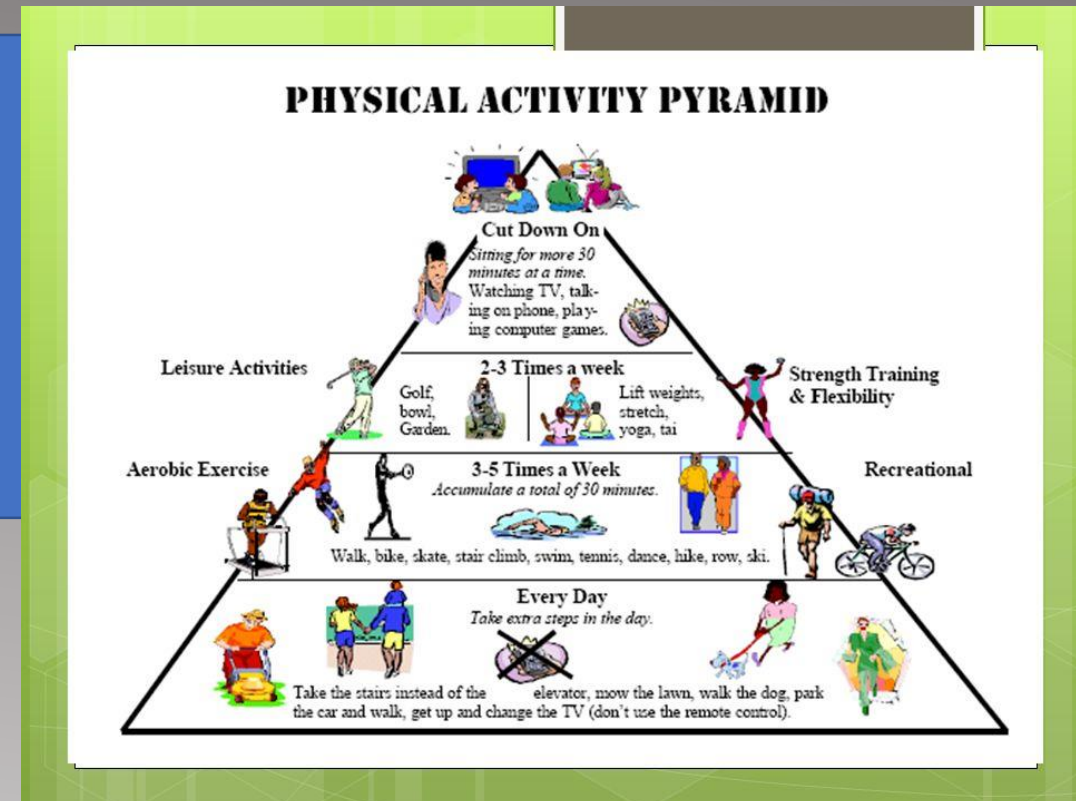 PHYSICAL ACTIVITY PYRAMID
Cut Down On
Sitting for more 30
minutes at a time.
Watching TV, talk-
ing on phone, play-
ing computer games.
Leisure Activities
2-3 Times a week
Strength Training
& Flexibility
Golf,
bowl,
Garden.
Lift weights,
stretch,
yoga, tai
Aerobic Exercise
3-5 Times a Week
Recreational
Accumulate a total of 30 minutes.
Walk, bike, skate, stair climb, swim, tennis, dance, hike, row, ski.
Every Day
Take extra steps in the day.
Take the stairs instead of the elevator, mow the lawn, walk the dog, park
the car and walk, get up and change the TV (don't use the remote control).